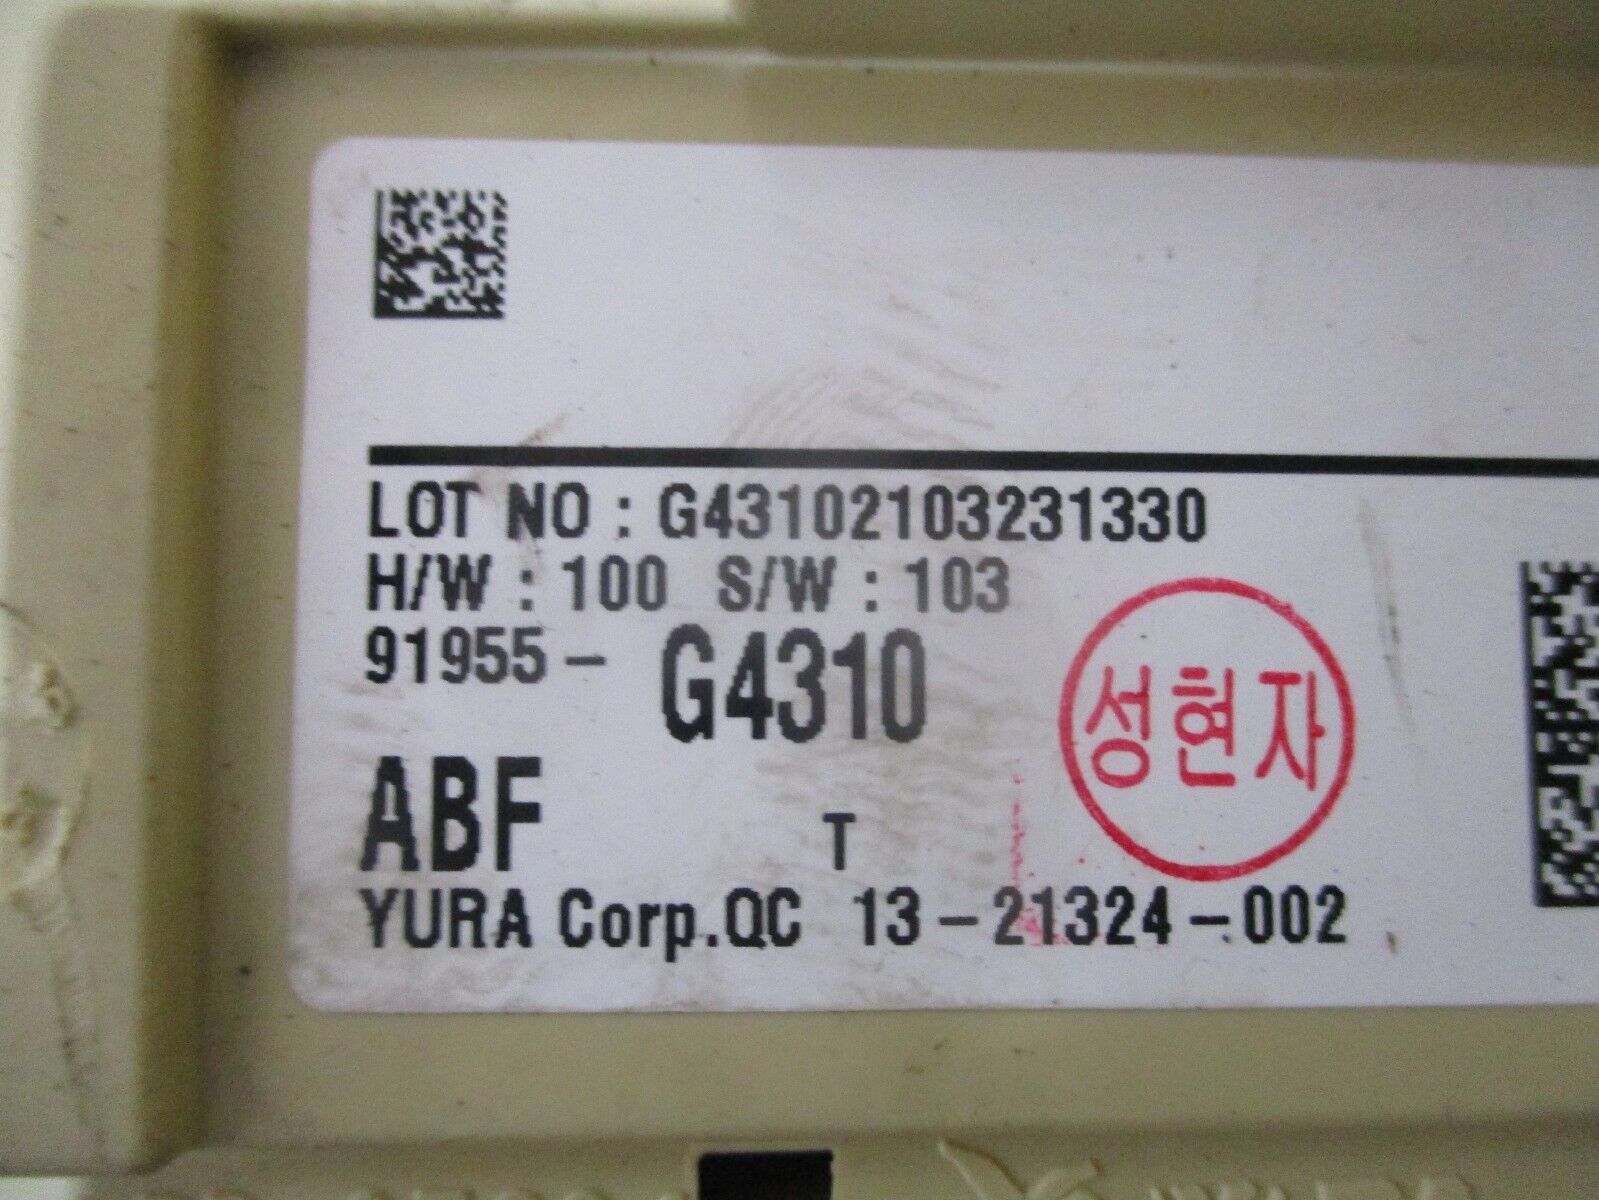 LOT NO : G43102103231330
H/W : 100 S/W : 103
91955 - G4310
성현자
ABF T
YURA Corp.QC 13-21324-002